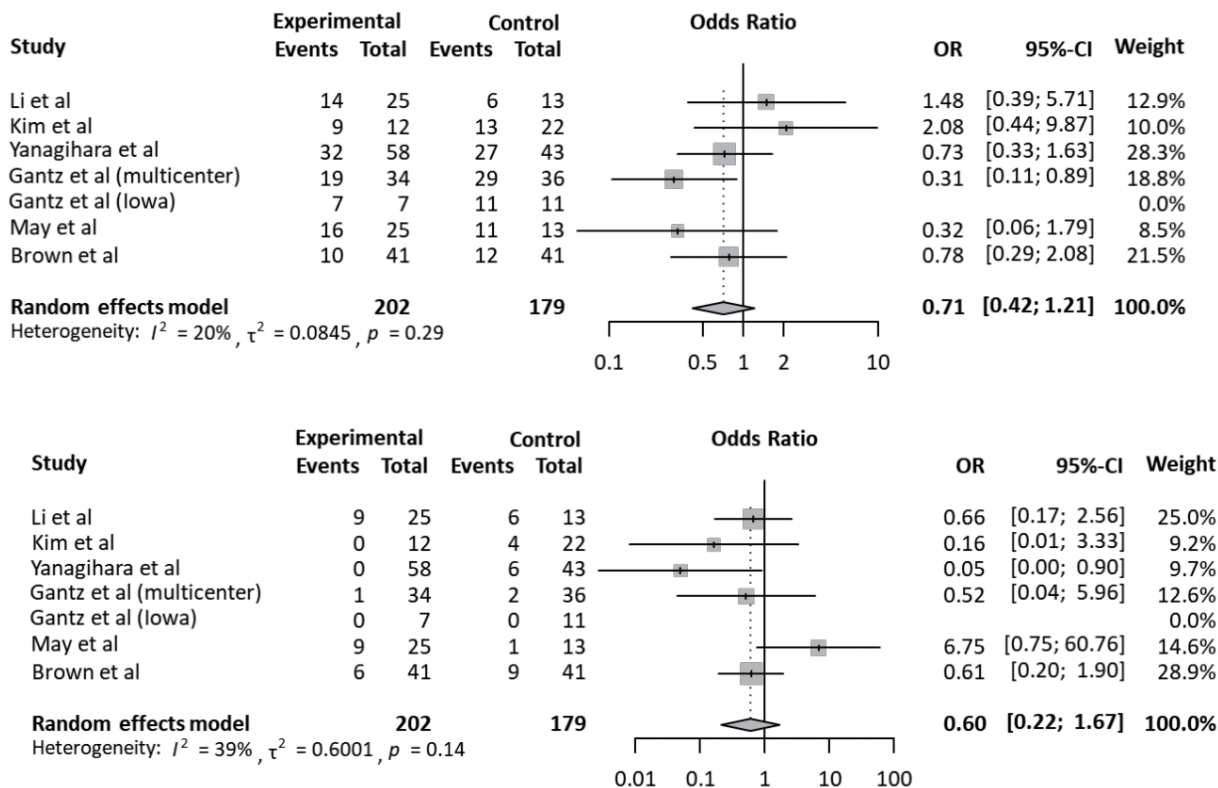 Experimental Control Odds Ratio
Study Events Total Events Total OR 95%-CI Weight
Li et al 14 25 6 13 1.48 [0.39; 5.71] 12.9%
Kim et al 9 12 13 22 2.08 [0.44; 9.87] 10.0%
Yanagihara et al 32 58 27 43 0.73 [0.33; 1.63] 28.3%
Gantz et al (multicenter) 19 34 29 36 0.31 [0.11; 0.89] 18.8%
Gantz et al (Iowa) 7 7 11 11 0.0%
May et al 16 25 11 13 0.32 [0.06; 1.79] 8.5%
Brown et al 10 41 12 41 0.78 [0.29; 2.08] 21.5%
Random effects model 202 179 0.71 [0.42; 1.21] 100.0%
Heterogeneity: I² = 20%, τ² = 0.0845, p = 0.29
0.1 0.5 1 2 10
Experimental Control Odds Ratio
Study Events Total Events Total OR 95%-CI Weight
Li et al 9 25 6 13 0.66 [0.17; 2.56] 25.0%
Kim et al 0 12 4 22 0.16 [0.01; 3.33] 9.2%
Yanagihara et al 0 58 6 43 0.05 [0.00; 0.90] 9.7%
Gantz et al (multicenter) 1 34 2 36 0.52 [0.04; 5.96] 12.6%
Gantz et al (Iowa) 0 7 0 11 0.0%
May et al 9 25 1 13 6.75 [0.75; 60.76] 14.6%
Brown et al 6 41 9 41 0.61 [0.20; 1.90] 28.9%
Random effects model 202 179 0.60 [0.22; 1.67] 100.0%
Heterogeneity: I² = 39%, τ² = 0.6001, p = 0.14
0.01 0.1 1 10 100